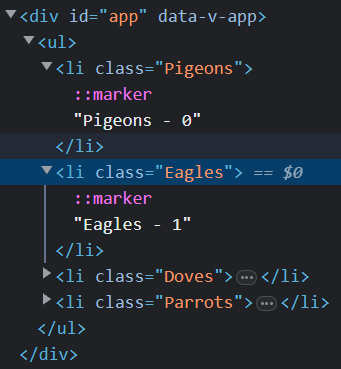 <div id="app" data-v-app>
<ul>
<li class="Pigeons">
::marker
"Pigeons - 0"
</li>
<li class="Eagles"> == $0
::marker
"Eagles - 1"
</li>
<li class="Doves">…</li>
<li class="Parrots">…</li>
</ul>
</div>